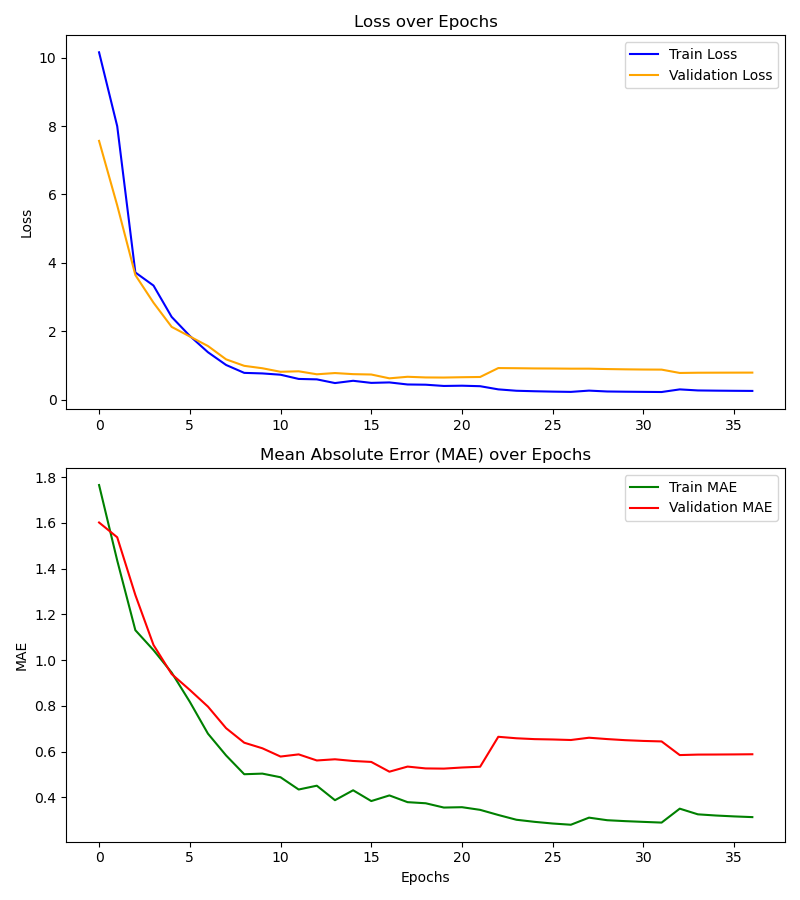 Loss over Epochs
Train Loss
Validation Loss
Loss
10
8
6
4
2
0
0 5 10 15 20 25 30 35
Mean Absolute Error (MAE) over Epochs
Train MAE
Validation MAE
MAE
1.8
1.6
1.4
1.2
1.0
0.8
0.6
0.4
0 5 10 15 20 25 30 35
Epochs